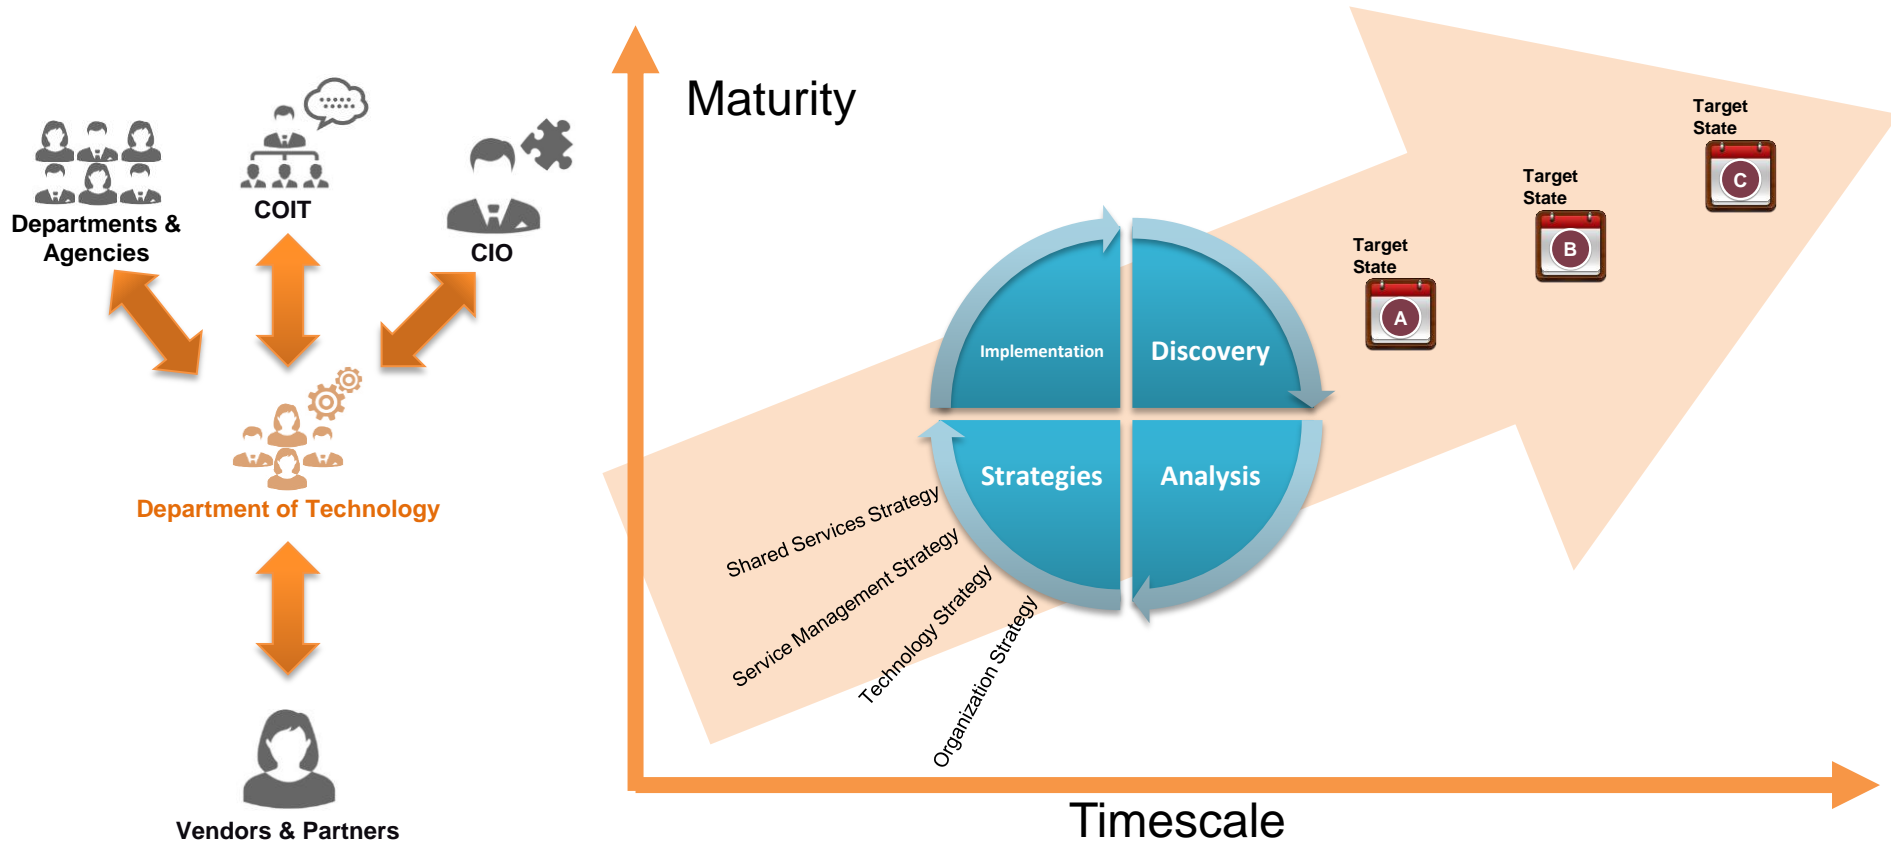 COIT
Departments &
Agencies
CIO
Department of Technology
Vendors & Partners
Maturity
Target
State
C
Target
State
B
Target
State
A
Implementation
Discovery
Strategies
Analysis
Shared Services Strategy
Service Management Strategy
Technology Strategy
Organization Strategy
Timescale